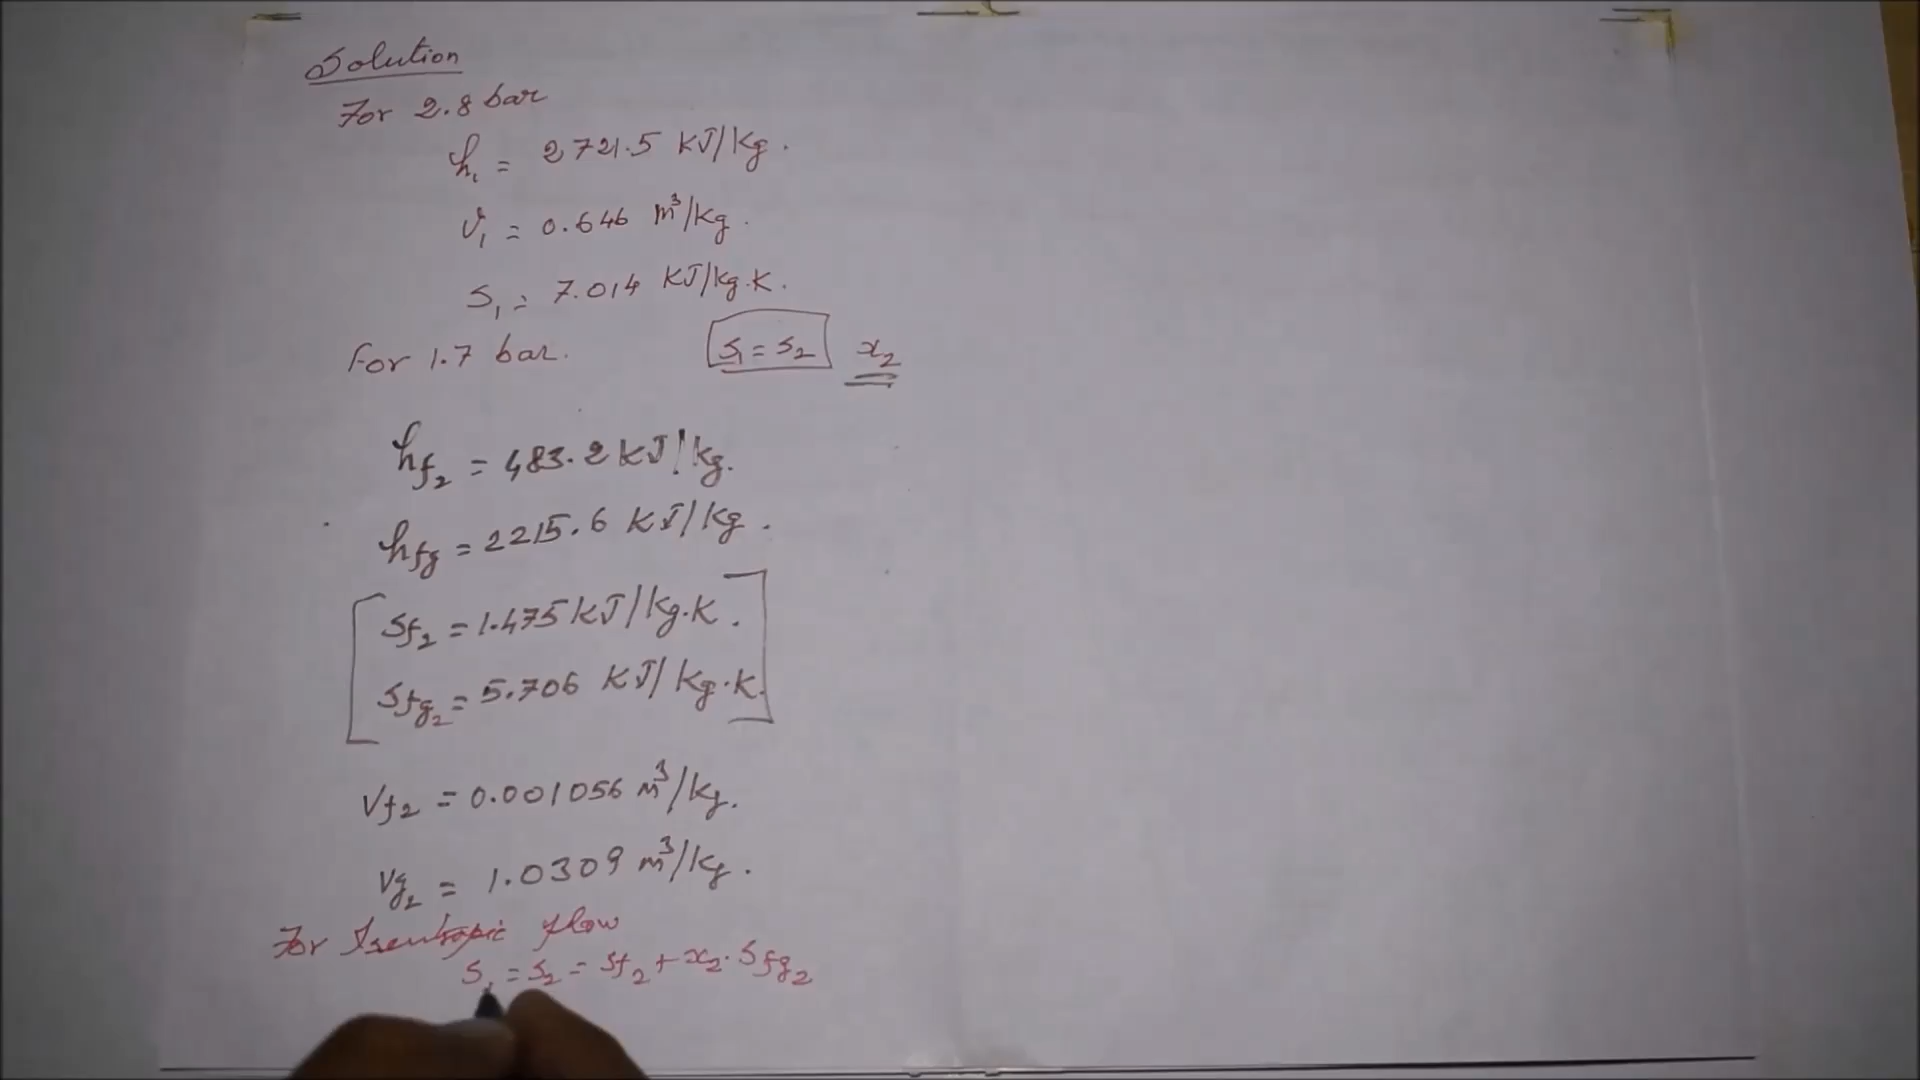 Solution
For 2.8 bar
h₁ = 2721.5 KJ/kg.
v₁ = 0.646 m³/kg.
S₁ = 7.014 KJ/kg.K.
For 1.7 bar. S₁ = S₂ x₂
hf₂ = 483.2 kJ/kg.
hfg = 2215.6 KJ/kg.
Sf₂ = 1.475 kJ/kg.K.
Sfg₂ = 5.706 KJ/kg.K.
Vf₂ = 0.001056 m³/kg.
Vg₂ = 1.0309 m³/kg.
For Isentropic flow
S₁ = S₂ = Sf₂ + x₂. Sfg₂